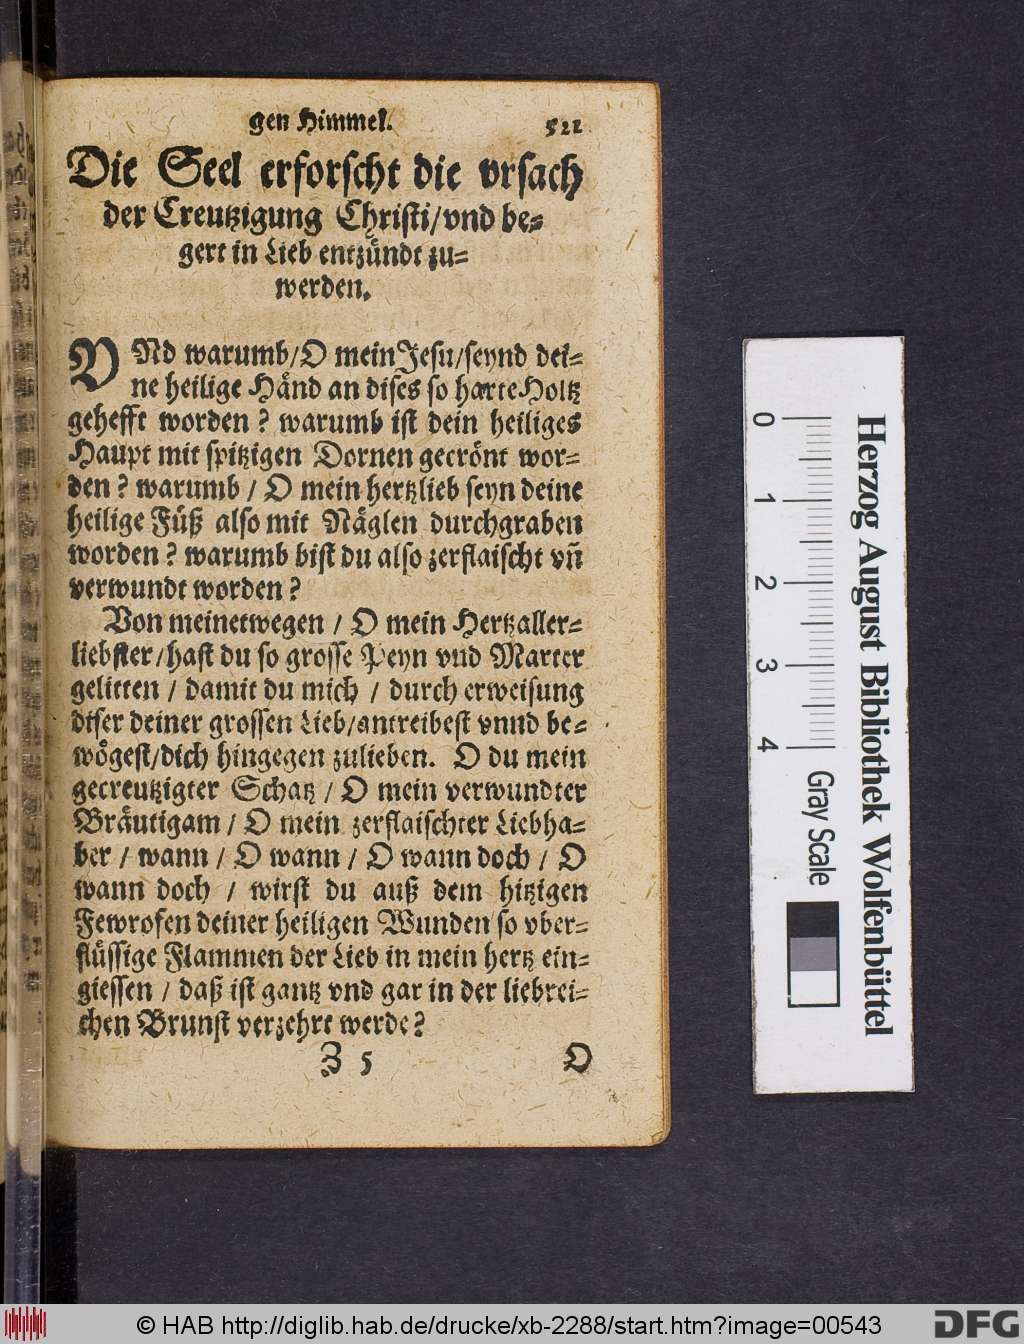 gen Himmel. 521
Die Seel erforscht die vrsach
der Creutzigung Christi/vnd be-
gert in Lieb entzündt zu-
werden.
VNd warumb/O mein Jesu/seynd dei-
ne heilige Händ an dises so harte Holtz
gehefft worden ? warumb ist dein heiliges
Haupt mit spitzigen Dornen gecrönt wor-
den ? warumb / O mein hertzlieb seyn deine
heilige Füß also mit Näglen durchgraben
worden ? warumb bist du also zerflaischt vñ
verwundt worden ?
Von meinetwegen / O mein Hertzaller-
liebster/hast du so grosse Peyn vnd Marter
gelitten / damit du mich / durch erweisung
diser deiner grossen Lieb/antreibest vnnd be-
wögest/dich hingegen zulieben. O du mein
gecreutzigter Schatz / O mein verwundter
Bräutigam / O mein zerflaischter Liebha-
ber / wann / O wann / O wann doch / O
wann doch / wirst du auß dem hitzigen
Fewrofen deiner heiligen Wunden so vber-
flüssige Flammen der Lieb in mein hertz ein-
giessen / daß ist gantz vnd gar in der liebrei-
chen Brunst verzehrt werde ?
Z 5 O
Herzog August Bibliothek Wolfenbüttel
0 1 2 3 4 Gray Scale
© HAB http://diglib.hab.de/drucke/xb-2288/start.htm?image=00543
DFG